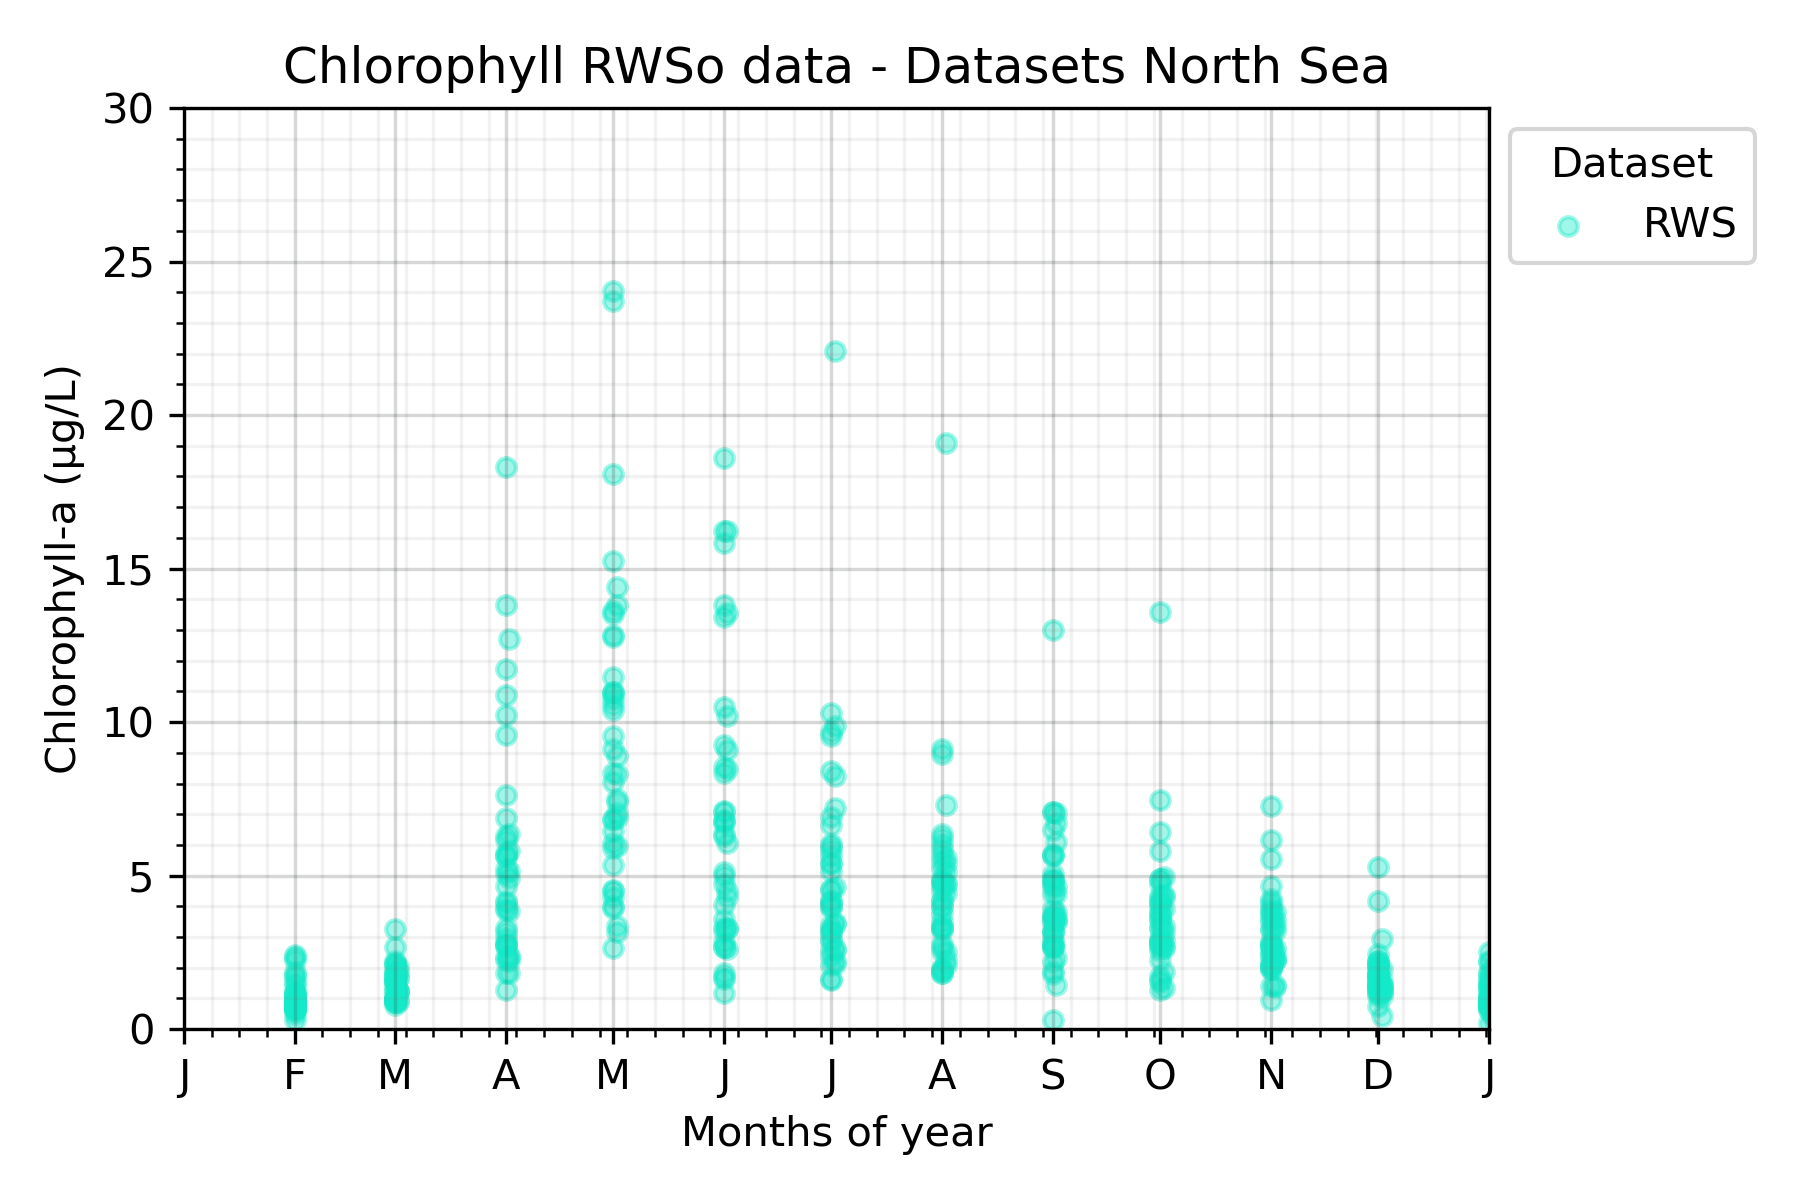 Chlorophyll RWSo data - Datasets North Sea
30
25
20
15
10
5
0
Chlorophyll-a (µg/L)
J F M A M J J A S O N D J
Months of year
Dataset
RWS